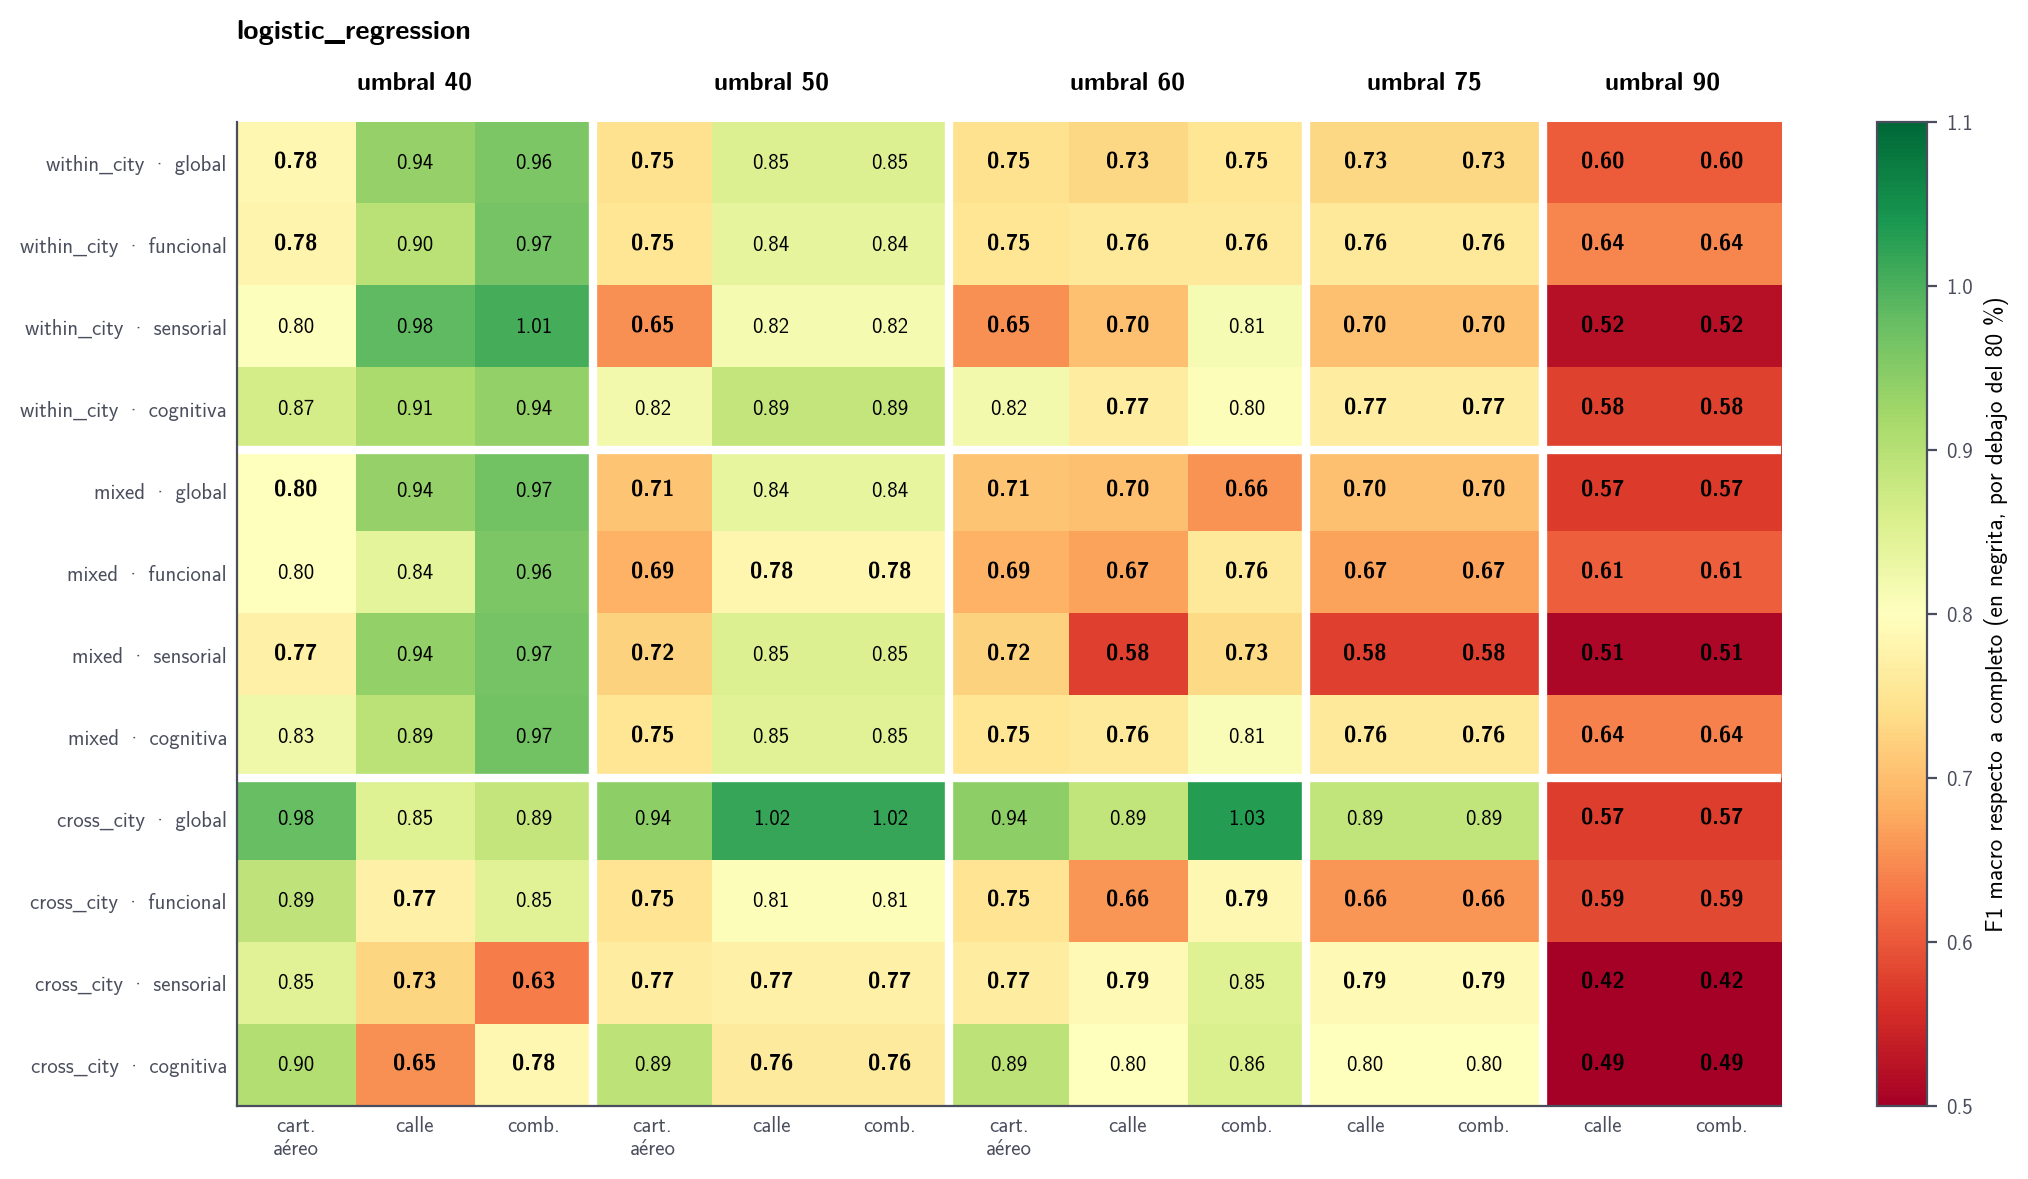 logistic_regression
umbral 40 umbral 50 umbral 60 umbral 75 umbral 90
within_city · global 0.78 0.94 0.96 0.75 0.85 0.85 0.75 0.73 0.75 0.73 0.73 0.60 0.60
within_city · funcional 0.78 0.90 0.97 0.75 0.84 0.84 0.75 0.76 0.76 0.76 0.76 0.64 0.64
within_city · sensorial 0.80 0.98 1.01 0.65 0.82 0.82 0.65 0.70 0.81 0.70 0.70 0.52 0.52
within_city · cognitiva 0.87 0.91 0.94 0.82 0.89 0.89 0.82 0.77 0.80 0.77 0.77 0.58 0.58
mixed · global 0.80 0.94 0.97 0.71 0.84 0.84 0.71 0.70 0.66 0.70 0.70 0.57 0.57
mixed · funcional 0.80 0.84 0.96 0.69 0.78 0.78 0.69 0.67 0.76 0.67 0.67 0.61 0.61
mixed · sensorial 0.77 0.94 0.97 0.72 0.85 0.85 0.72 0.58 0.73 0.58 0.58 0.51 0.51
mixed · cognitiva 0.83 0.89 0.97 0.75 0.85 0.85 0.75 0.76 0.81 0.76 0.76 0.64 0.64
cross_city · global 0.98 0.85 0.89 0.94 1.02 1.02 0.94 0.89 1.03 0.89 0.89 0.57 0.57
cross_city · funcional 0.89 0.77 0.85 0.75 0.81 0.81 0.75 0.66 0.79 0.66 0.66 0.59 0.59
cross_city · sensorial 0.85 0.73 0.63 0.77 0.77 0.77 0.77 0.79 0.85 0.79 0.79 0.42 0.42
cross_city · cognitiva 0.90 0.65 0.78 0.89 0.76 0.76 0.89 0.80 0.86 0.80 0.80 0.49 0.49
cart. calle comb. cart. calle comb. cart. calle comb. calle comb. calle comb.
aéreo aéreo aéreo
1.1
1.0
0.9
0.8
0.7
0.6
0.5
F1 macro respecto a completo (en negrita, por debajo del 80 %)